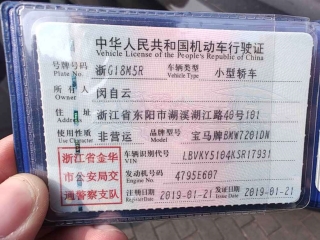 中华人民共和国机动车行驶证
Vehicle License of the People's Republic of China
号牌号码 浙G18M5R 车辆类型 小型轿车
Plate No. Vehicle Type
所有人 闵自云
Owner
住址 浙江省东阳市湖溪湖江路40号101
Address
使用性质 非营运 品牌型号 宝马牌BMW7201DN
Use Character Model
浙江省金华
市公安局交
通警察支队
车辆识别代号 LBVKY5104KSR17931
VIN
发动机号码 4795E607
Engine No.
注册日期 2019-01-21 发证日期 2019-01-21
Register Date Issue Date